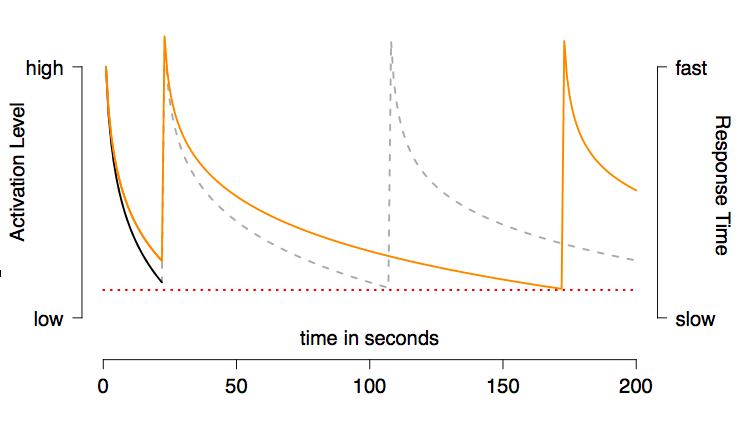 high
fast
Activation Level
Response Time
low
slow
time in seconds
0 50 100 150 200